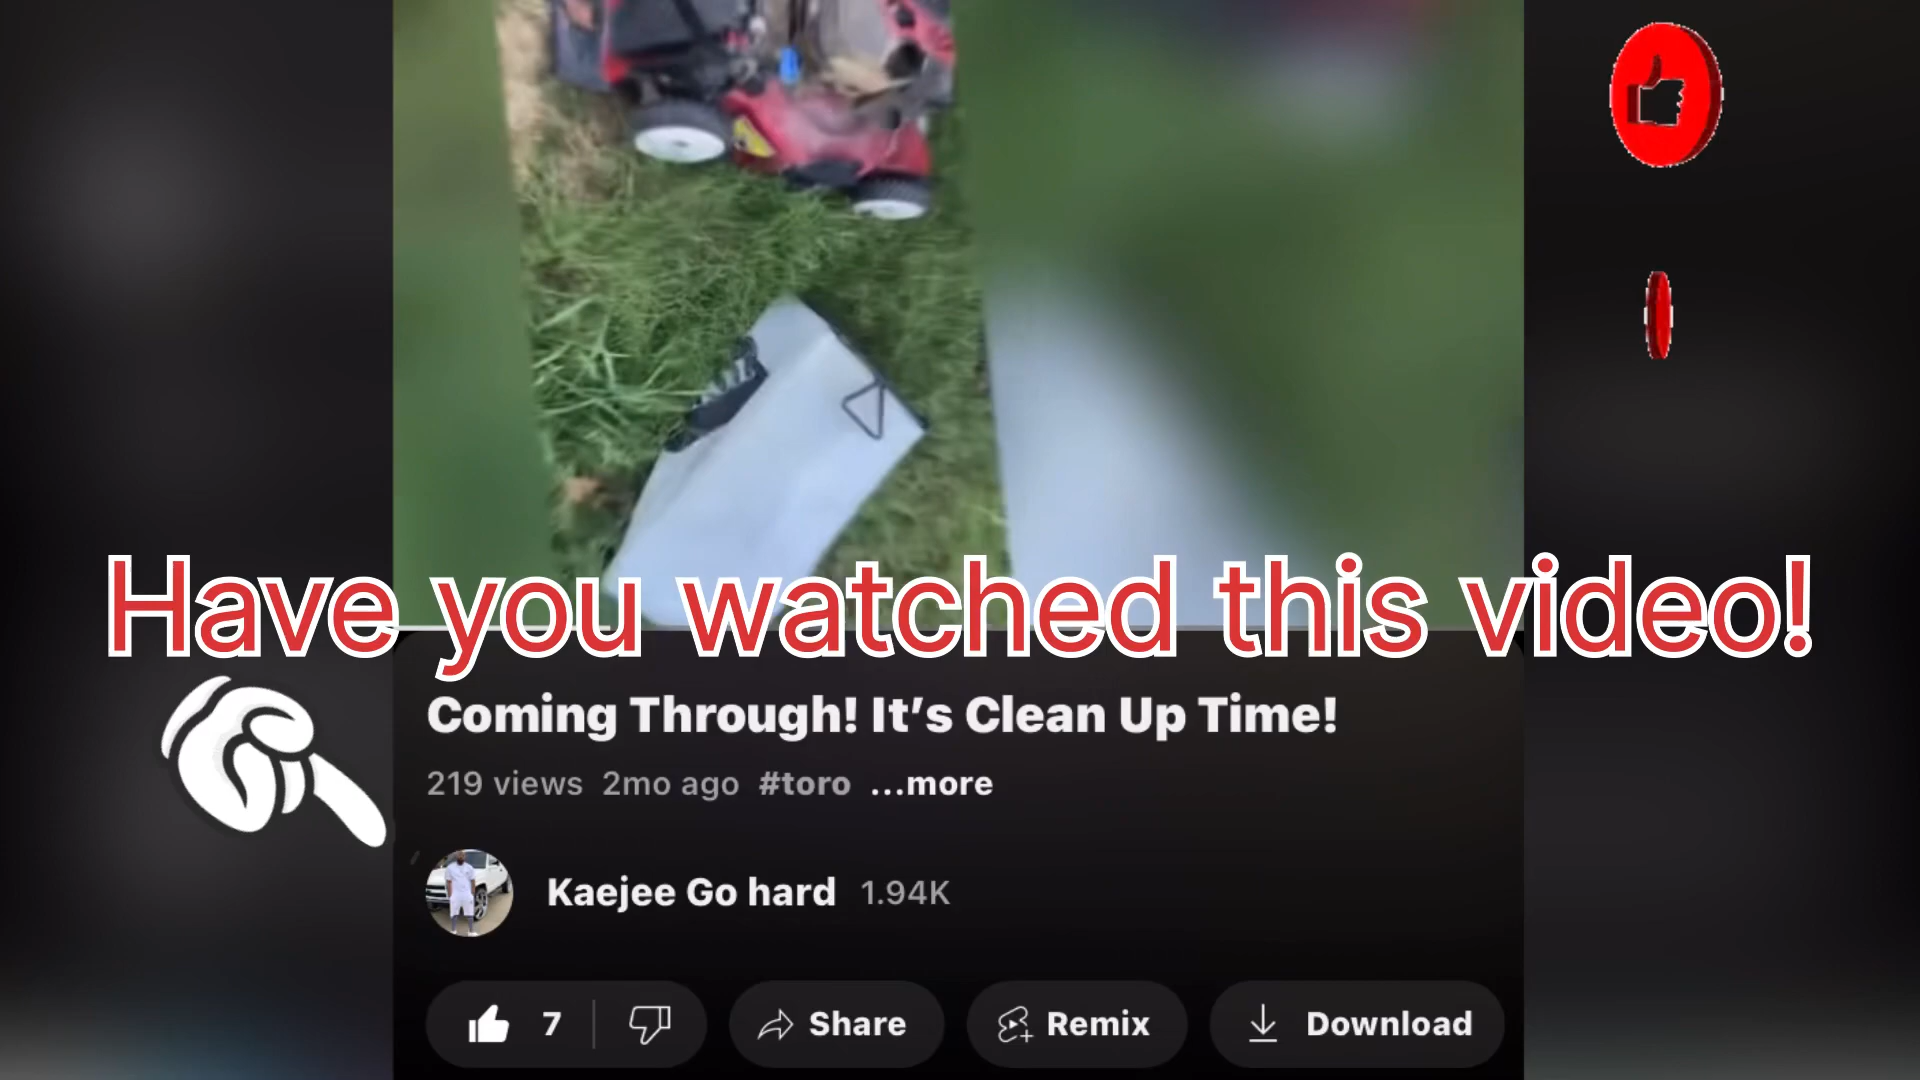 Have you watched this video!
Coming Through! It's Clean Up Time!
219 views 2mo ago #toro ...more
Kaejee Go hard 1.94K
7 Share Remix Download